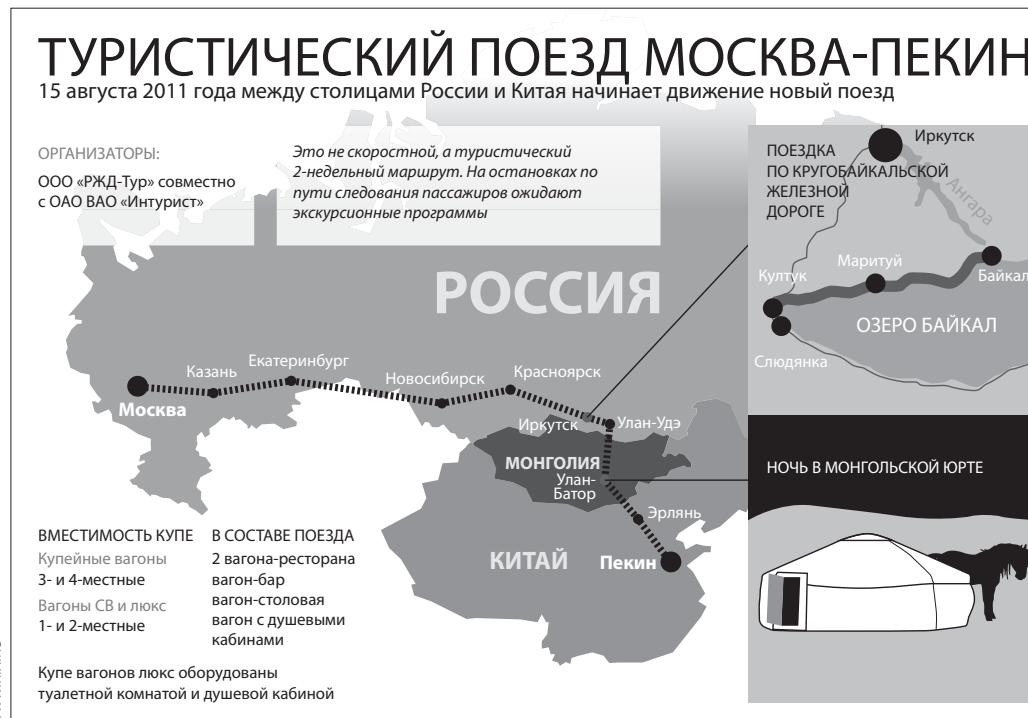 ТУРИСТИЧЕСКИЙ ПОЕЗД МОСКВА-ПЕКИН
15 августа 2011 года между столицами России и Китая начинает движение новый поезд
ОРГАНИЗАТОРЫ:
ООО «РЖД-Тур» совместно
с ОАО ВАО «Интурист»
Это не скоростной, а туристический
2-недельный маршрут. На остановках по
пути следования пассажиров ожидают
экскурсионные программы
ПОЕЗДКА
ПО КРУГОБАЙКАЛЬСКОЙ
ЖЕЛЕЗНОЙ
ДОРОГЕ
Иркутск
Ангара
Маритуй
Култук
Байкал
ОЗЕРО БАЙКАЛ
Слюдянка
РОССИЯ
Москва
Казань
Екатеринбург
Новосибирск
Красноярск
Иркутск
Улан-Удэ
МОНГОЛИЯ
Улан-
Батор
Эрлянь
КИТАЙ
Пекин
НОЧЬ В МОНГОЛЬСКОЙ ЮРТЕ
ВМЕСТИМОСТЬ КУПЕ
Купейные вагоны
3- и 4-местные
Вагоны СВ и люкс
1- и 2-местные
В СОСТАВЕ ПОЕЗДА
2 вагона-ресторана
вагон-бар
вагон-столовая
вагон с душевыми
кабинами
Купе вагонов люкс оборудованы
туалетной комнатой и душевой кабиной